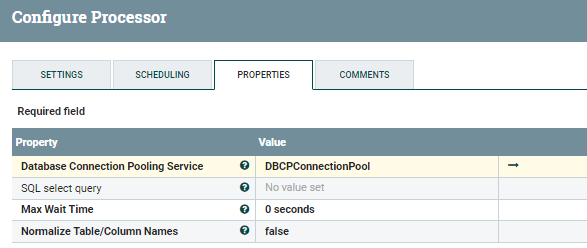 Configure Processor
SETTINGS SCHEDULING PROPERTIES COMMENTS
Required field
Property Value
Database Connection Pooling Service DBCPConnectionPool
SQL select query No value set
Max Wait Time 0 seconds
Normalize Table/Column Names false